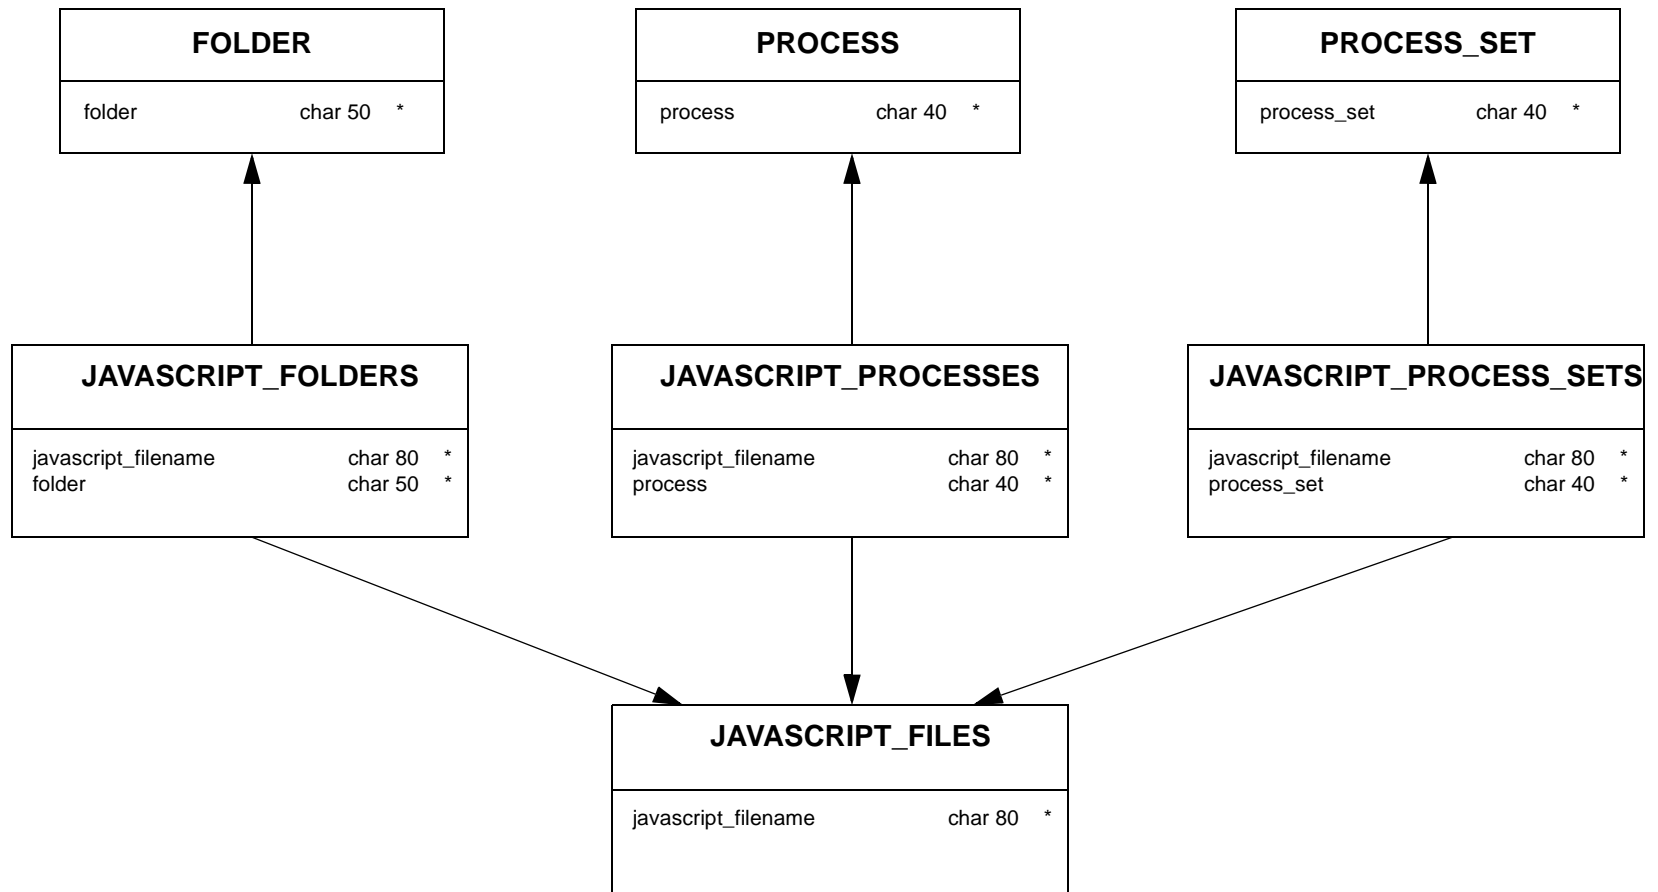 FOLDER
folder char 50 *
PROCESS
process char 40 *
PROCESS_SET
process_set char 40 *
JAVASCRIPT_FOLDERS
javascript_filename char 80 *
folder char 50 *
JAVASCRIPT_PROCESSES
javascript_filename char 80 *
process char 40 *
JAVASCRIPT_PROCESS_SETS
javascript_filename char 80 *
process_set char 40 *
JAVASCRIPT_FILES
javascript_filename char 80 *